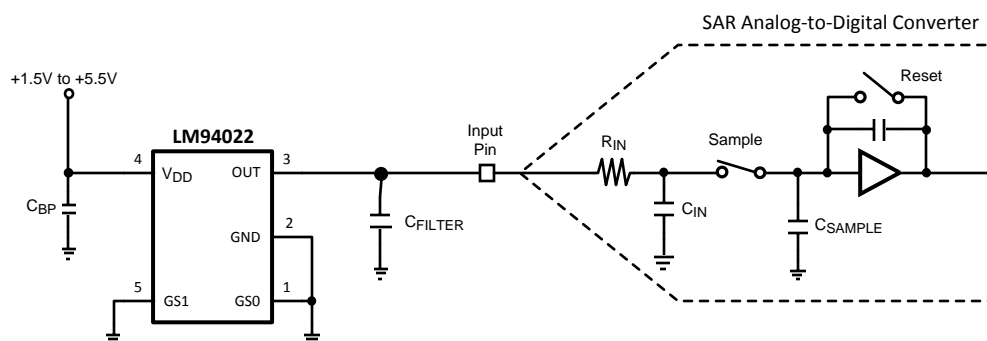 SAR Analog-to-Digital Converter
+1.5V to +5.5V
Reset
LM94022
Input
Pin
RIN
Sample
4
VDD
OUT
3
CBP
CFILTER
CIN
CSAMPLE
GND
2
5
GS1
GS0
1